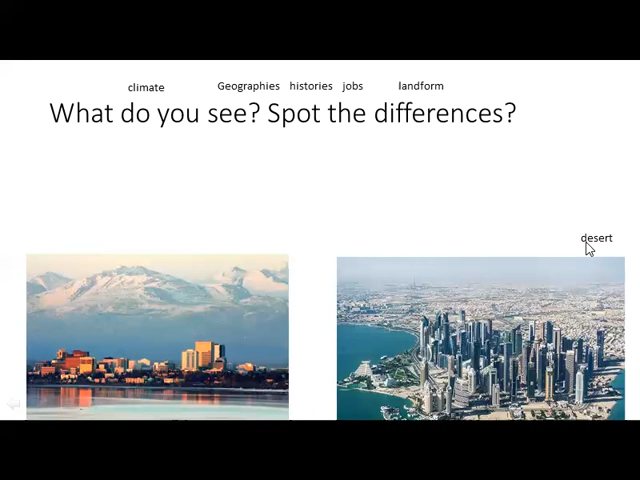 climate Geographies histories jobs landform
What do you see? Spot the differences?
desert